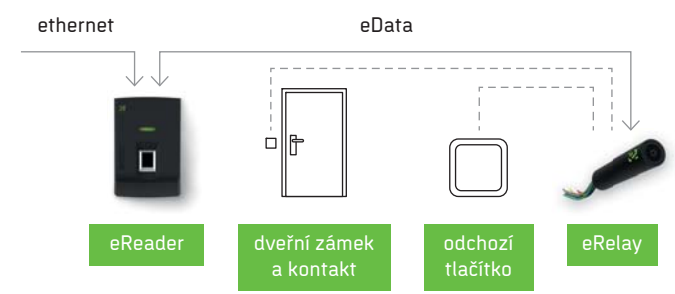 ethernet
eData
eReader
dveřní zámek
a kontakt
odchozí
tlačítko
eRelay